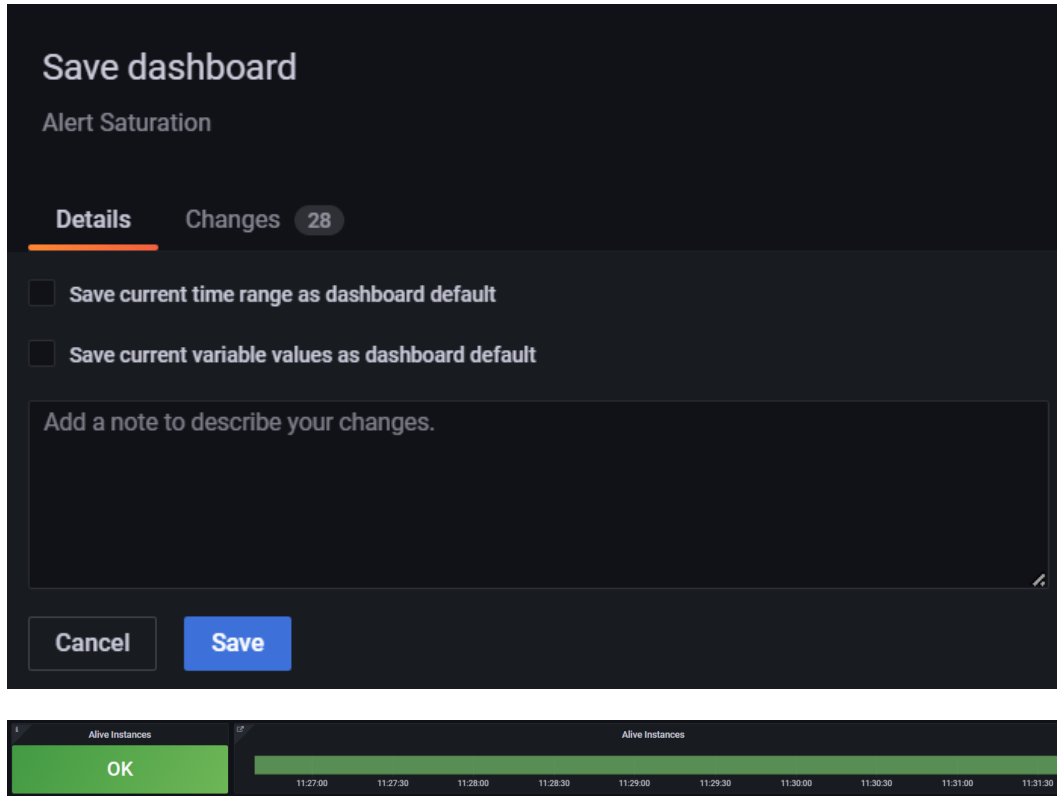 Save dashboard
Alert Saturation
Details Changes 28
Save current time range as dashboard default
Save current variable values as dashboard default
Add a note to describe your changes.
Cancel Save
i Alive Instances Alive Instances
OK
11:27:00 11:27:30 11:28:00 11:28:30 11:29:00 11:29:30 11:30:00 11:30:30 11:31:00 11:31:30